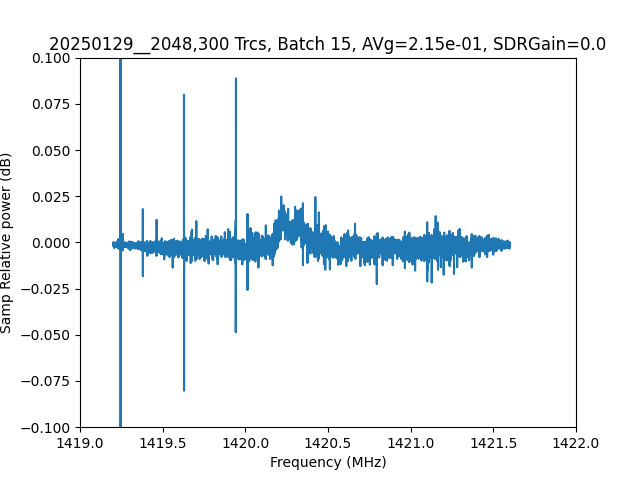 20250129__2048,300 Trcs, Batch 15, AVg=2.15e-01, SDRGain=0.0
0.100
0.075
0.050
0.025
0.000
−0.025
−0.050
−0.075
−0.100
Samp Relative power (dB)
1419.0 1419.5 1420.0 1420.5 1421.0 1421.5 1422.0
Frequency (MHz)